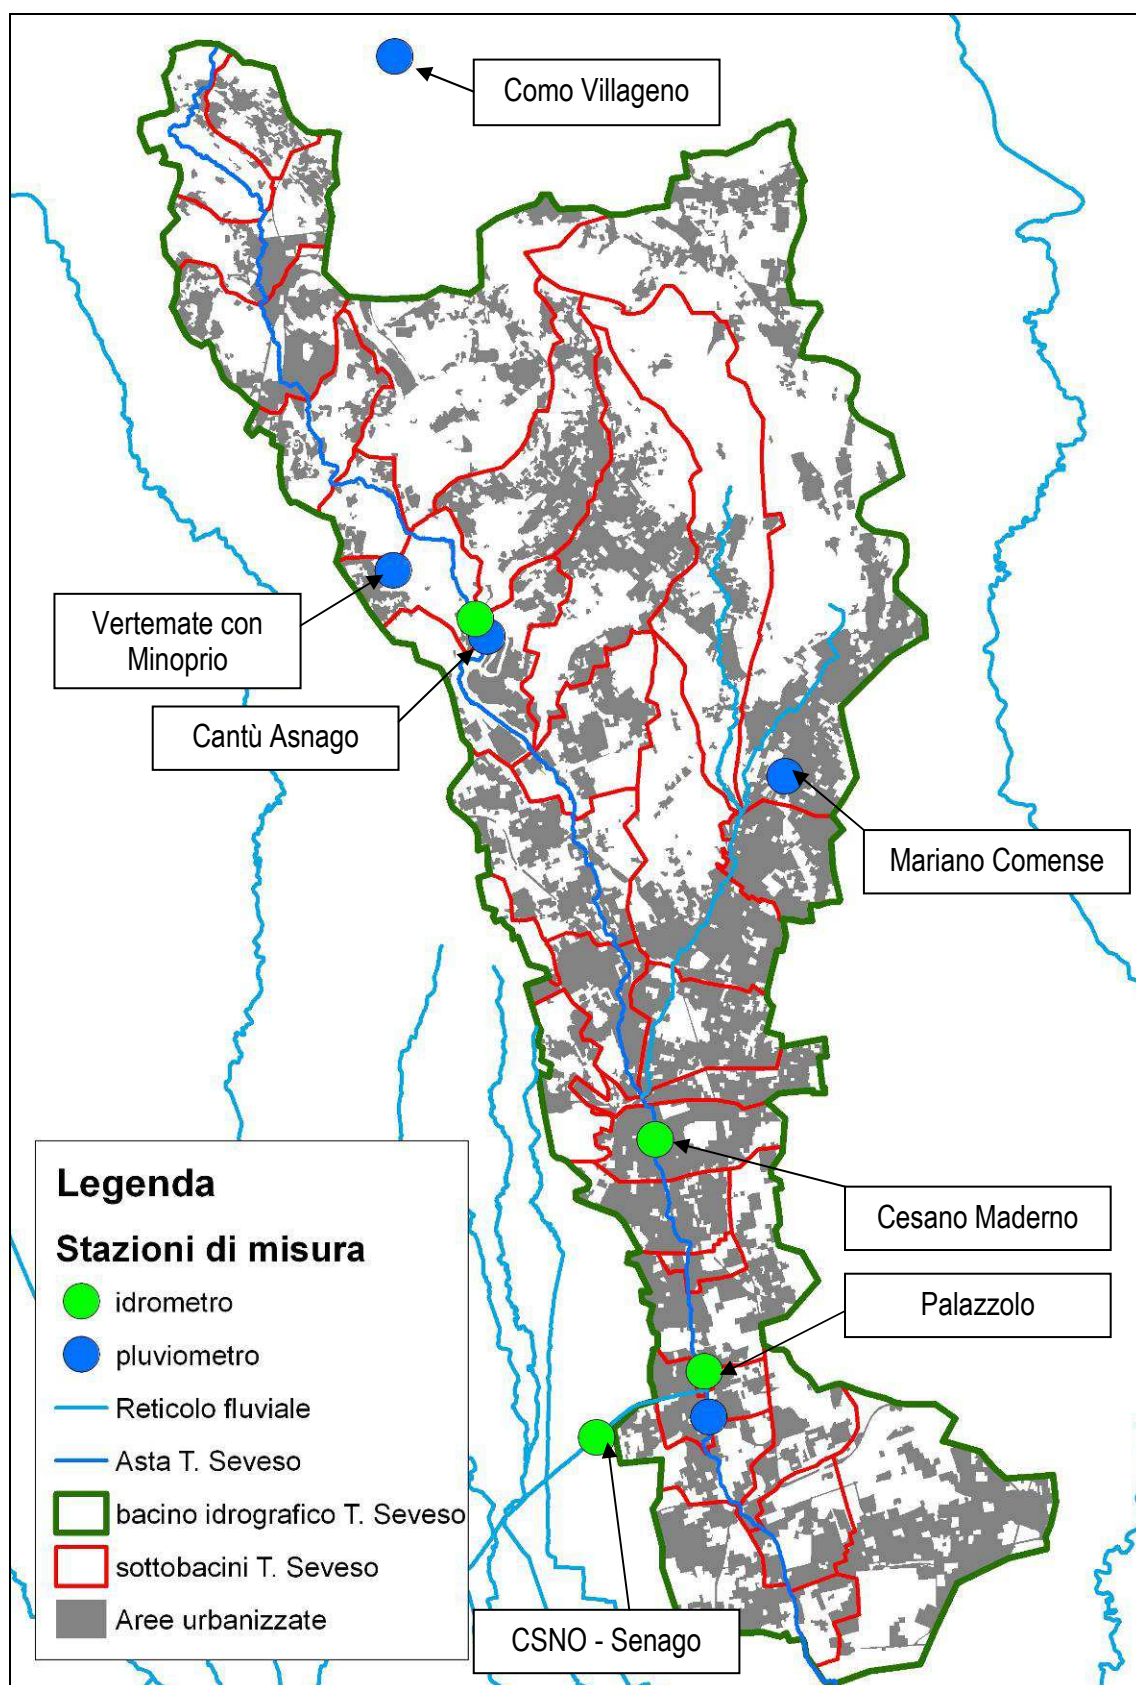 Como Villageno
Vertemate con
Minoprio
Cantù Asnago
Mariano Comense
Cesano Maderno
Palazzolo
CSNO - Senago
Legenda
Stazioni di misura
idrometro
pluviometro
Reticolo fluviale
Asta T. Seveso
bacino idrografico T. Seveso
sottobacini T. Seveso
Aree urbanizzate